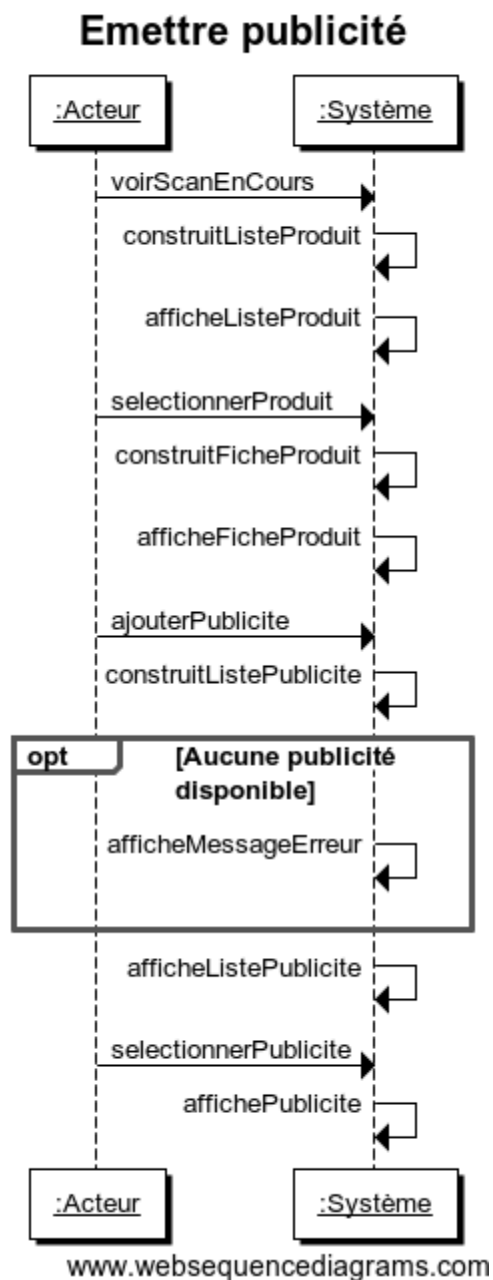 Emettre publicité
:Acteur
:Système
voirScanEnCours
construitListeProduit
afficheListeProduit
selectionnerProduit
construitFicheProduit
afficheFicheProduit
ajouterPublicite
construitListePublicite
opt
[Aucune publicité
disponible]
afficheMessageErreur
afficheListePublicite
selectionnerPublicite
affichePublicite
:Acteur
:Système
www.websequencediagrams.com